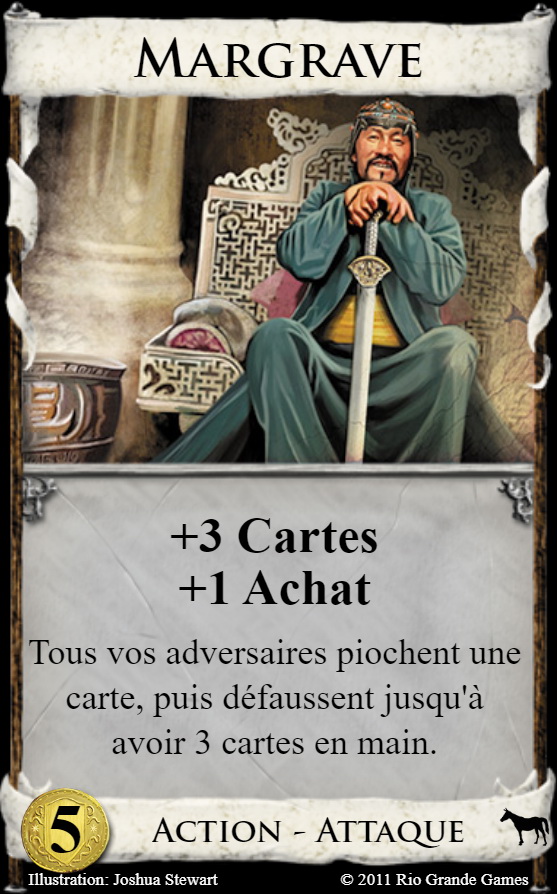 MARGRAVE
+3 Cartes
+1 Achat
Tous vos adversaires piochent une
carte, puis défaussent jusqu'à
avoir 3 cartes en main.
5
ACTION - ATTAQUE
Illustration: Joshua Stewart
© 2011 Rio Grande Games